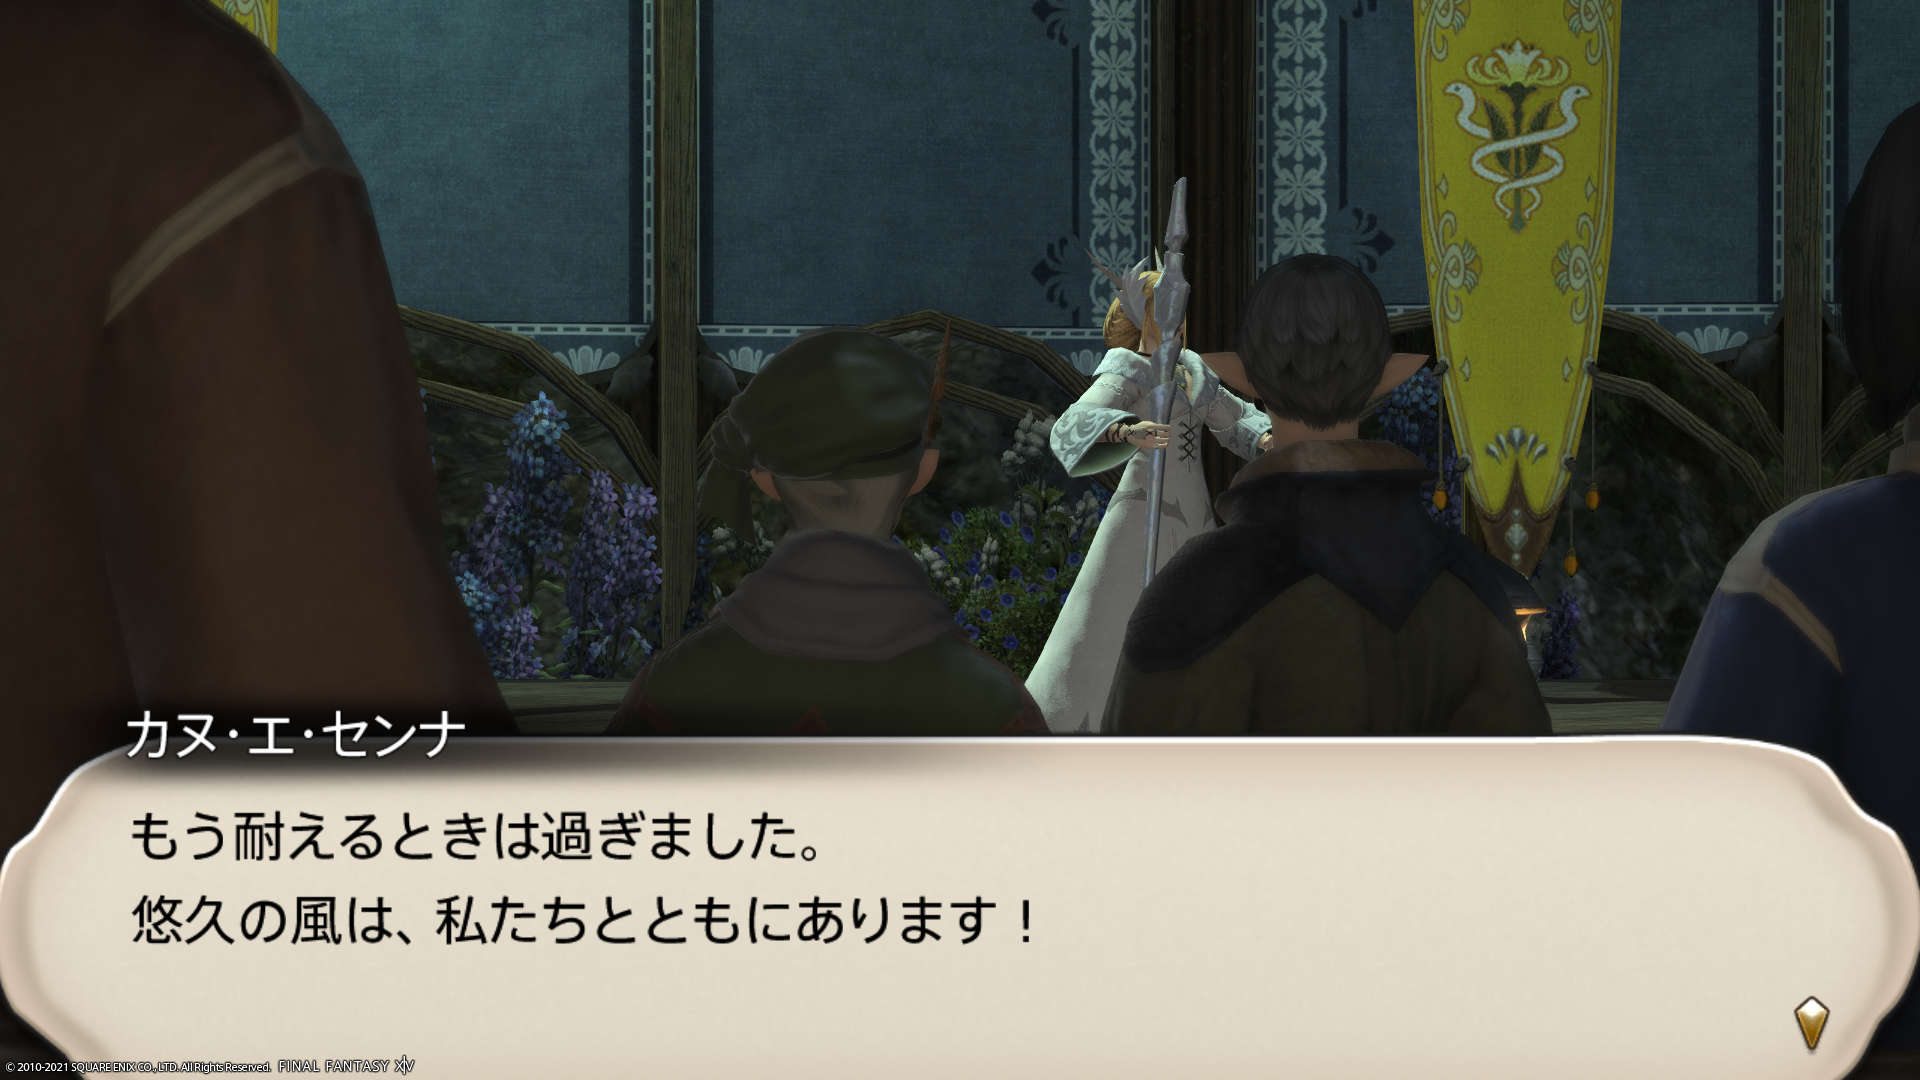 カヌ・エ・センナ
もう耐えるときは過ぎました。
悠久の風は、私たちとともにあります！
© 2010-2021 SQUARE ENIX CO., LTD. All Rights Reserved. FINAL FANTASY XIV